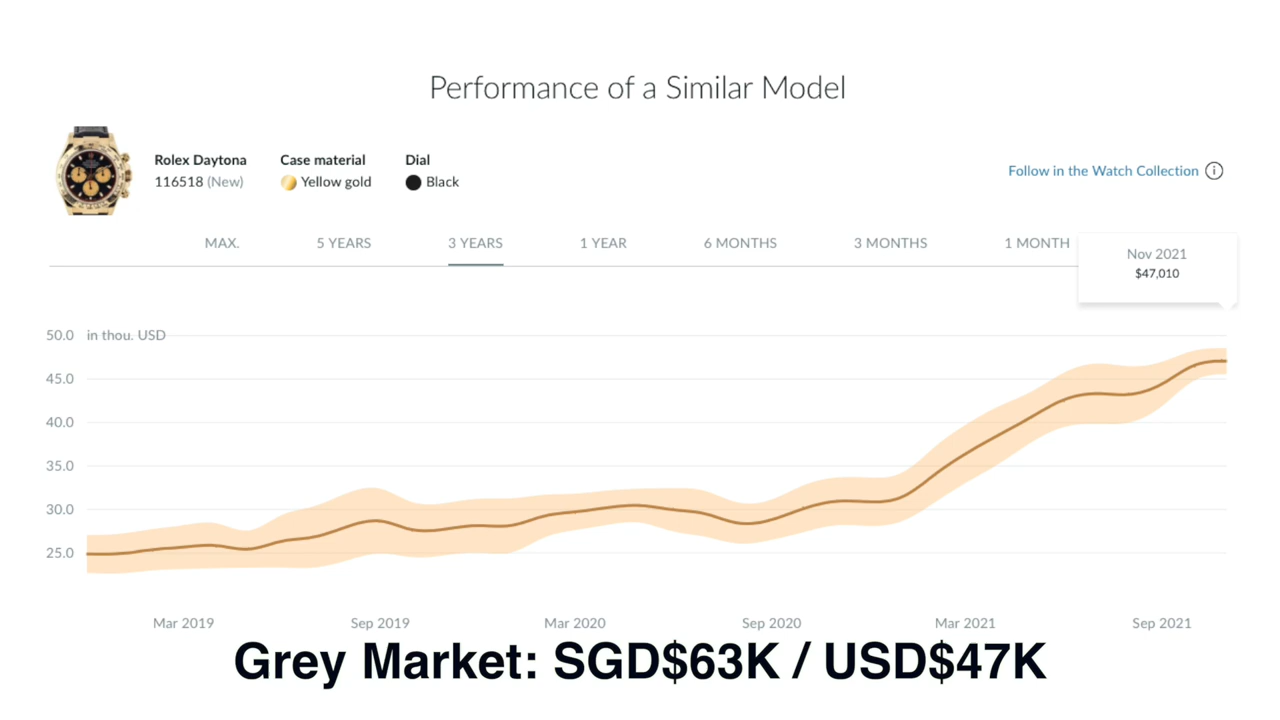 Performance of a Similar Model
Rolex Daytona
116518 (New)
Case material
Yellow gold
Dial
Black
Follow in the Watch Collection
MAX. 5 YEARS 3 YEARS 1 YEAR 6 MONTHS 3 MONTHS 1 MONTH
Nov 2021
$47,010
50.0 in thou. USD
45.0
40.0
35.0
30.0
25.0
Mar 2019 Sep 2019 Mar 2020 Sep 2020 Mar 2021 Sep 2021
Grey Market: SGD$63K / USD$47K